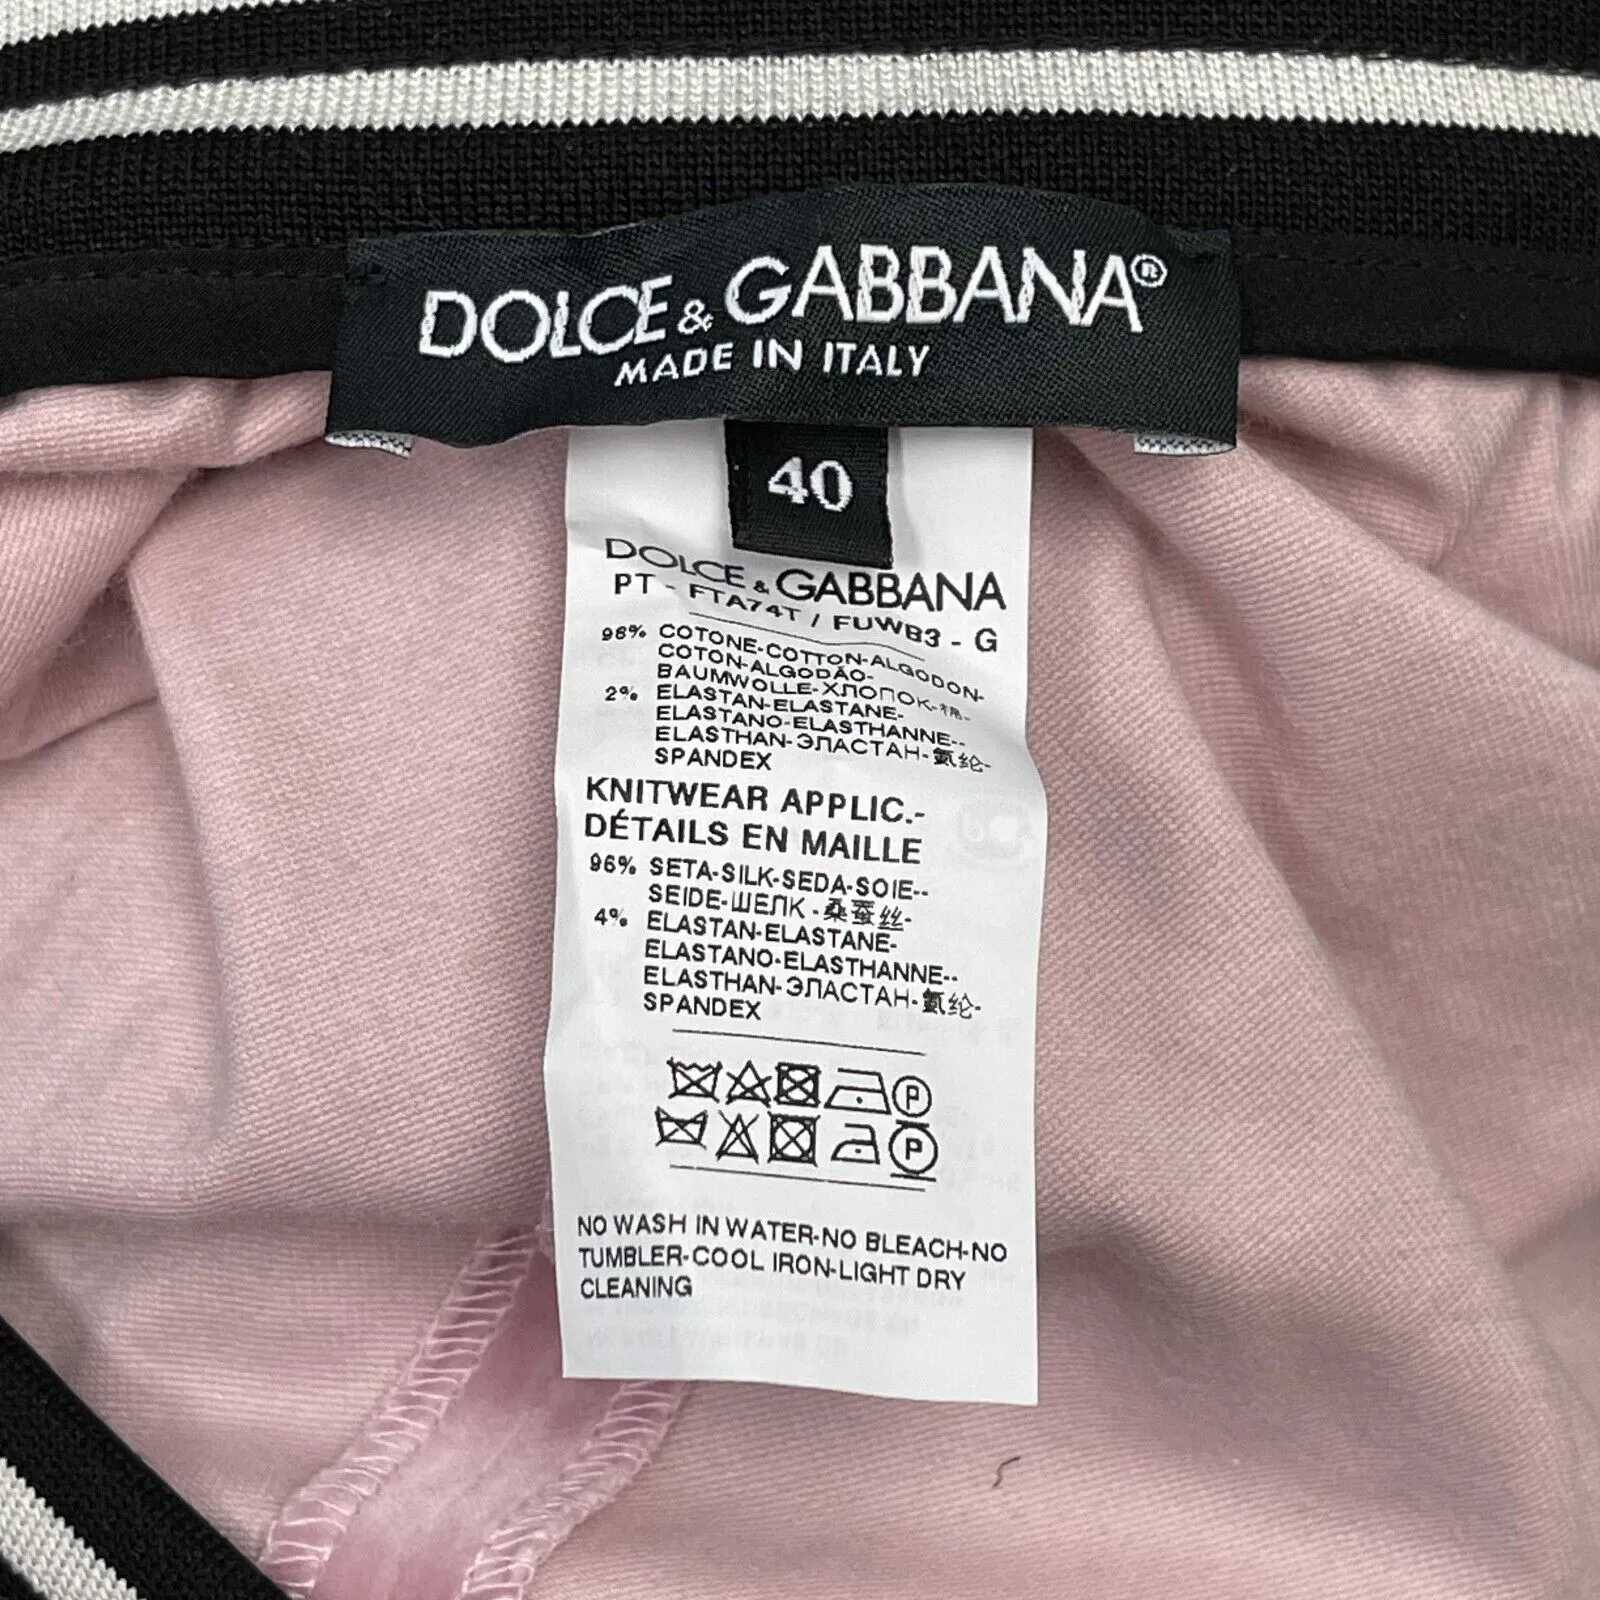 DOLCE & GABBANA®
MADE IN ITALY
40
DOLCE & GABBANA
PT - FTA74T / FUWB3 - G
98% COTONE-COTTON-ALGODON-
COTON-ALGODÃO-
BAUMWOLLE-ХЛОПОК-棉-
2% ELASTAN-ELASTANE-
ELASTANO-ELASTHANNE--
ELASTHAN-ЭЛАСТАН-氨纶-
SPANDEX
KNITWEAR APPLIC.-
DÉTAILS EN MAILLE
96% SETA-SILK-SEDA-SOIE--
SEIDE-ШЕЛК-桑蚕丝-
4% ELASTAN-ELASTANE-
ELASTANO-ELASTHANNE--
ELASTHAN-ЭЛАСТАН-氨纶-
SPANDEX
P
P
NO WASH IN WATER-NO BLEACH-NO
TUMBLER-COOL IRON-LIGHT DRY
CLEANING